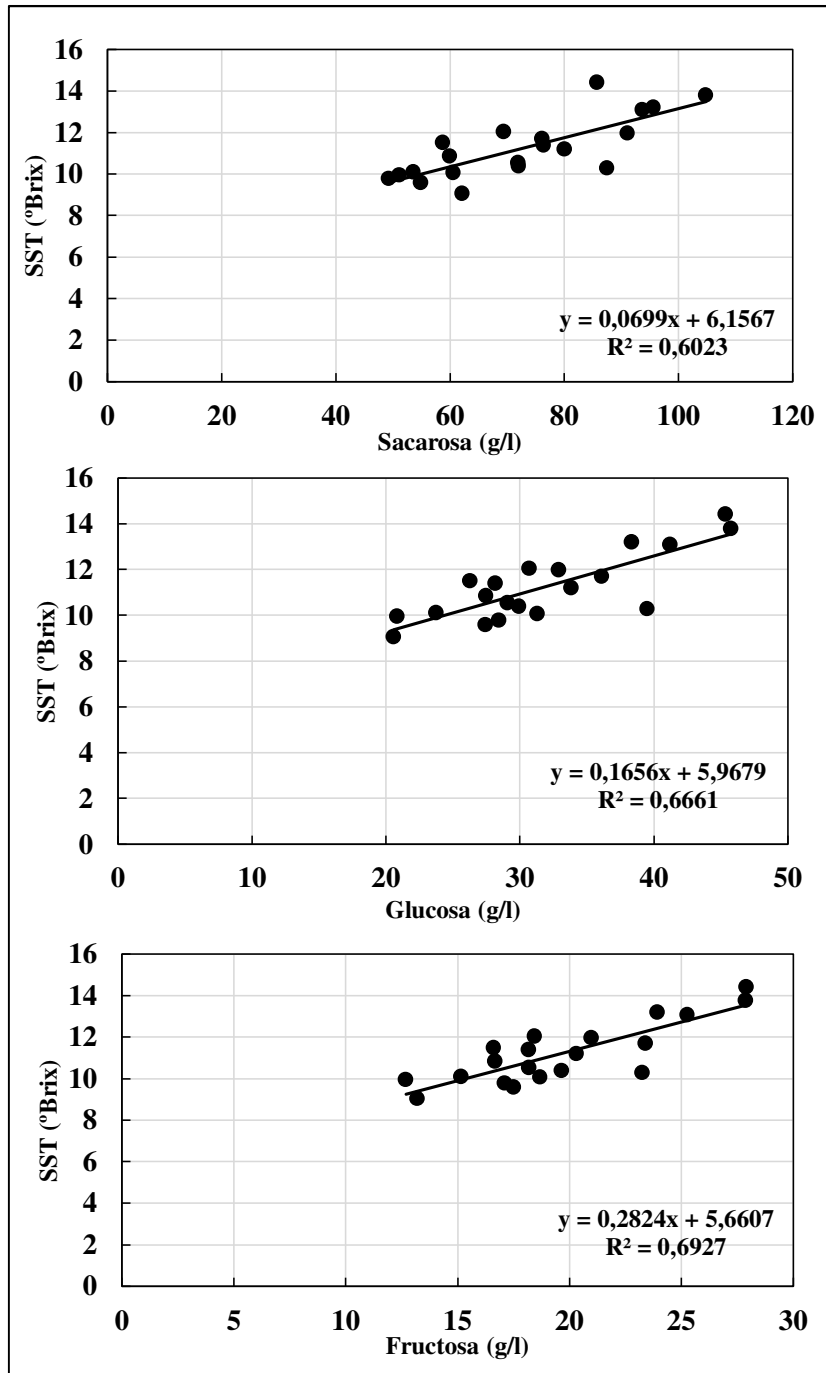 16
14
12
10
8
6
4
2
0
SST (ºBrix)
y = 0,0699x + 6,1567
R² = 0,6023
0 20 40 60 80 100 120
Sacarosa (g/l)
16
14
12
10
8
6
4
2
0
SST (ºBrix)
y = 0,1656x + 5,9679
R² = 0,6661
0 10 20 30 40 50
Glucosa (g/l)
16
14
12
10
8
6
4
2
0
SST (ºBrix)
y = 0,2824x + 5,6607
R² = 0,6927
0 5 10 15 20 25 30
Fructosa (g/l)